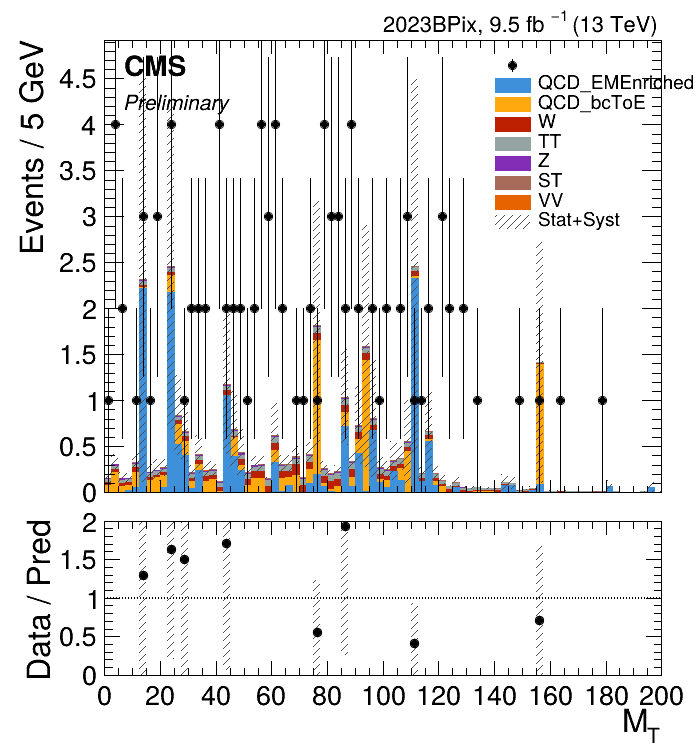 2023BPix, 9.5 fb −1 (13 TeV)
Events / 5 GeV
CMS
Preliminary
QCD_EMEnriched
QCD_bcToE
W
TT
Z
ST
VV
Stat+Syst
4.5
4
3.5
3
2.5
2
1.5
1
0.5
0
Data / Pred
2
1.5
1
0.5
0
0 20 40 60 80 100 120 140 160 180 200
M_T